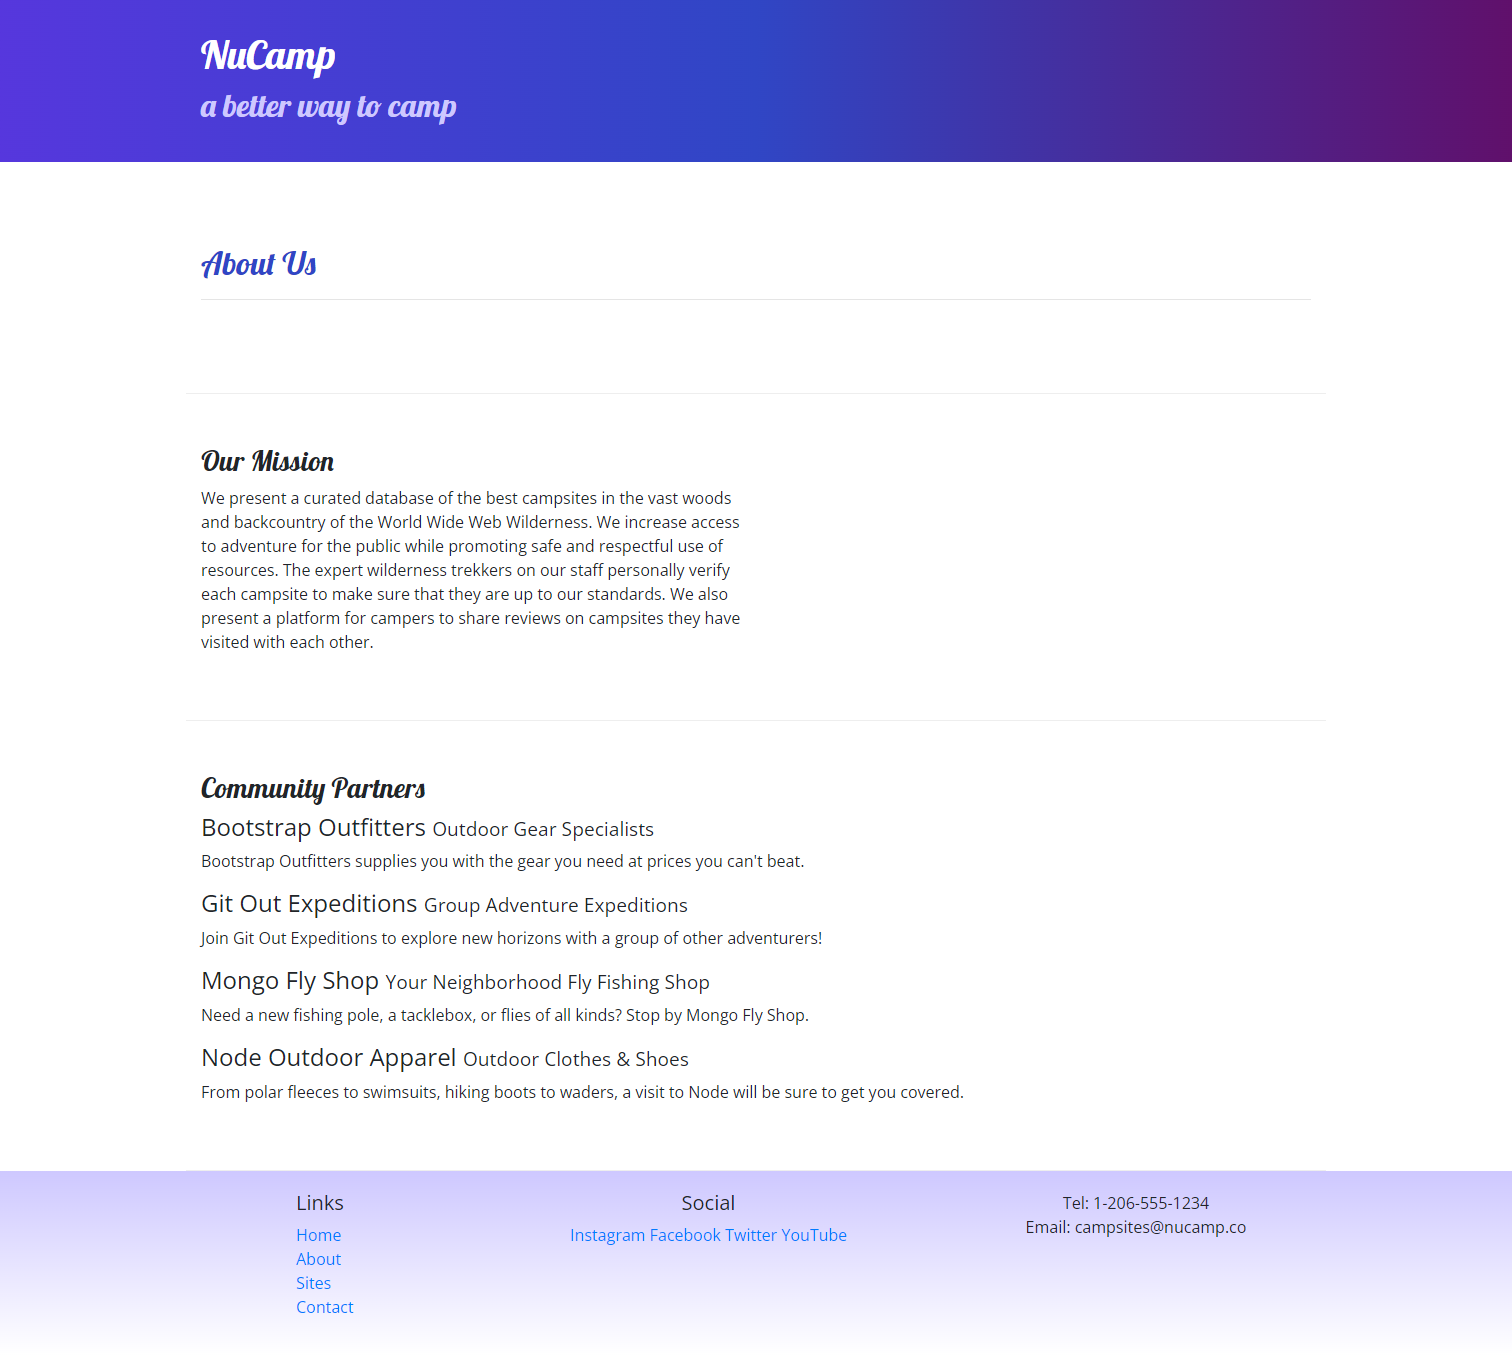 NuCamp
a better way to camp
About Us
Our Mission
We present a curated database of the best campsites in the vast woods
and backcountry of the World Wide Web Wilderness. We increase access
to adventure for the public while promoting safe and respectful use of
resources. The expert wilderness trekkers on our staff personally verify
each campsite to make sure that they are up to our standards. We also
present a platform for campers to share reviews on campsites they have
visited with each other.
Community Partners
Bootstrap Outfitters Outdoor Gear Specialists
Bootstrap Outfitters supplies you with the gear you need at prices you can't beat.
Git Out Expeditions Group Adventure Expeditions
Join Git Out Expeditions to explore new horizons with a group of other adventurers!
Mongo Fly Shop Your Neighborhood Fly Fishing Shop
Need a new fishing pole, a tacklebox, or flies of all kinds? Stop by Mongo Fly Shop.
Node Outdoor Apparel Outdoor Clothes & Shoes
From polar fleeces to swimsuits, hiking boots to waders, a visit to Node will be sure to get you covered.
Links
Home
About
Sites
Contact
Social
Instagram Facebook Twitter YouTube
Tel: 1-206-555-1234
Email: campsites@nucamp.co